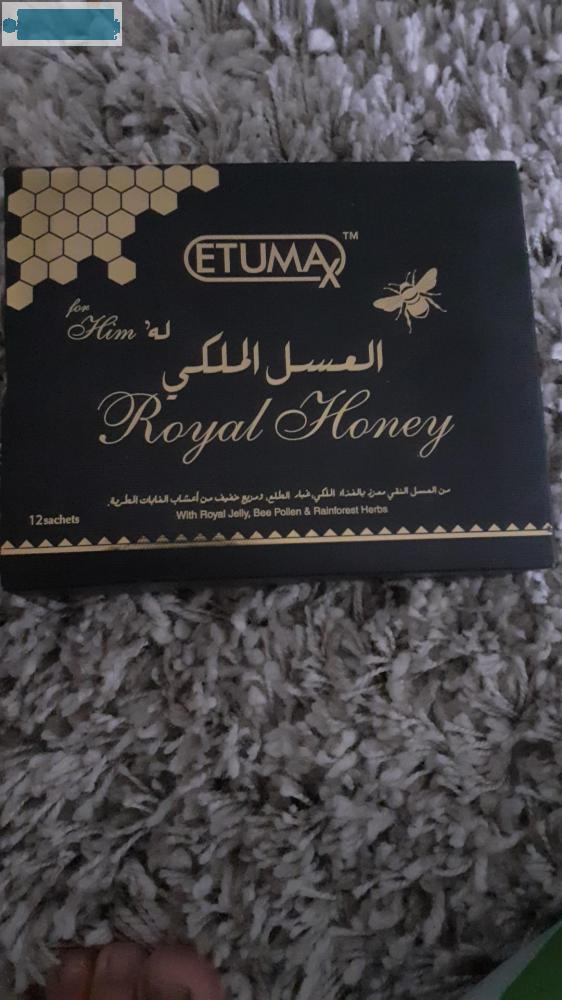 ETUMAX™
for
Him له
العسل الملكي
Royal Honey
من العسل النقي معزز بالغذاء الملكي، غبار الطلع، ومزيج خفيف من أعشاب الغابات المطرية.
With Royal Jelly, Bee Pollen & Rainforest Herbs
12sachets